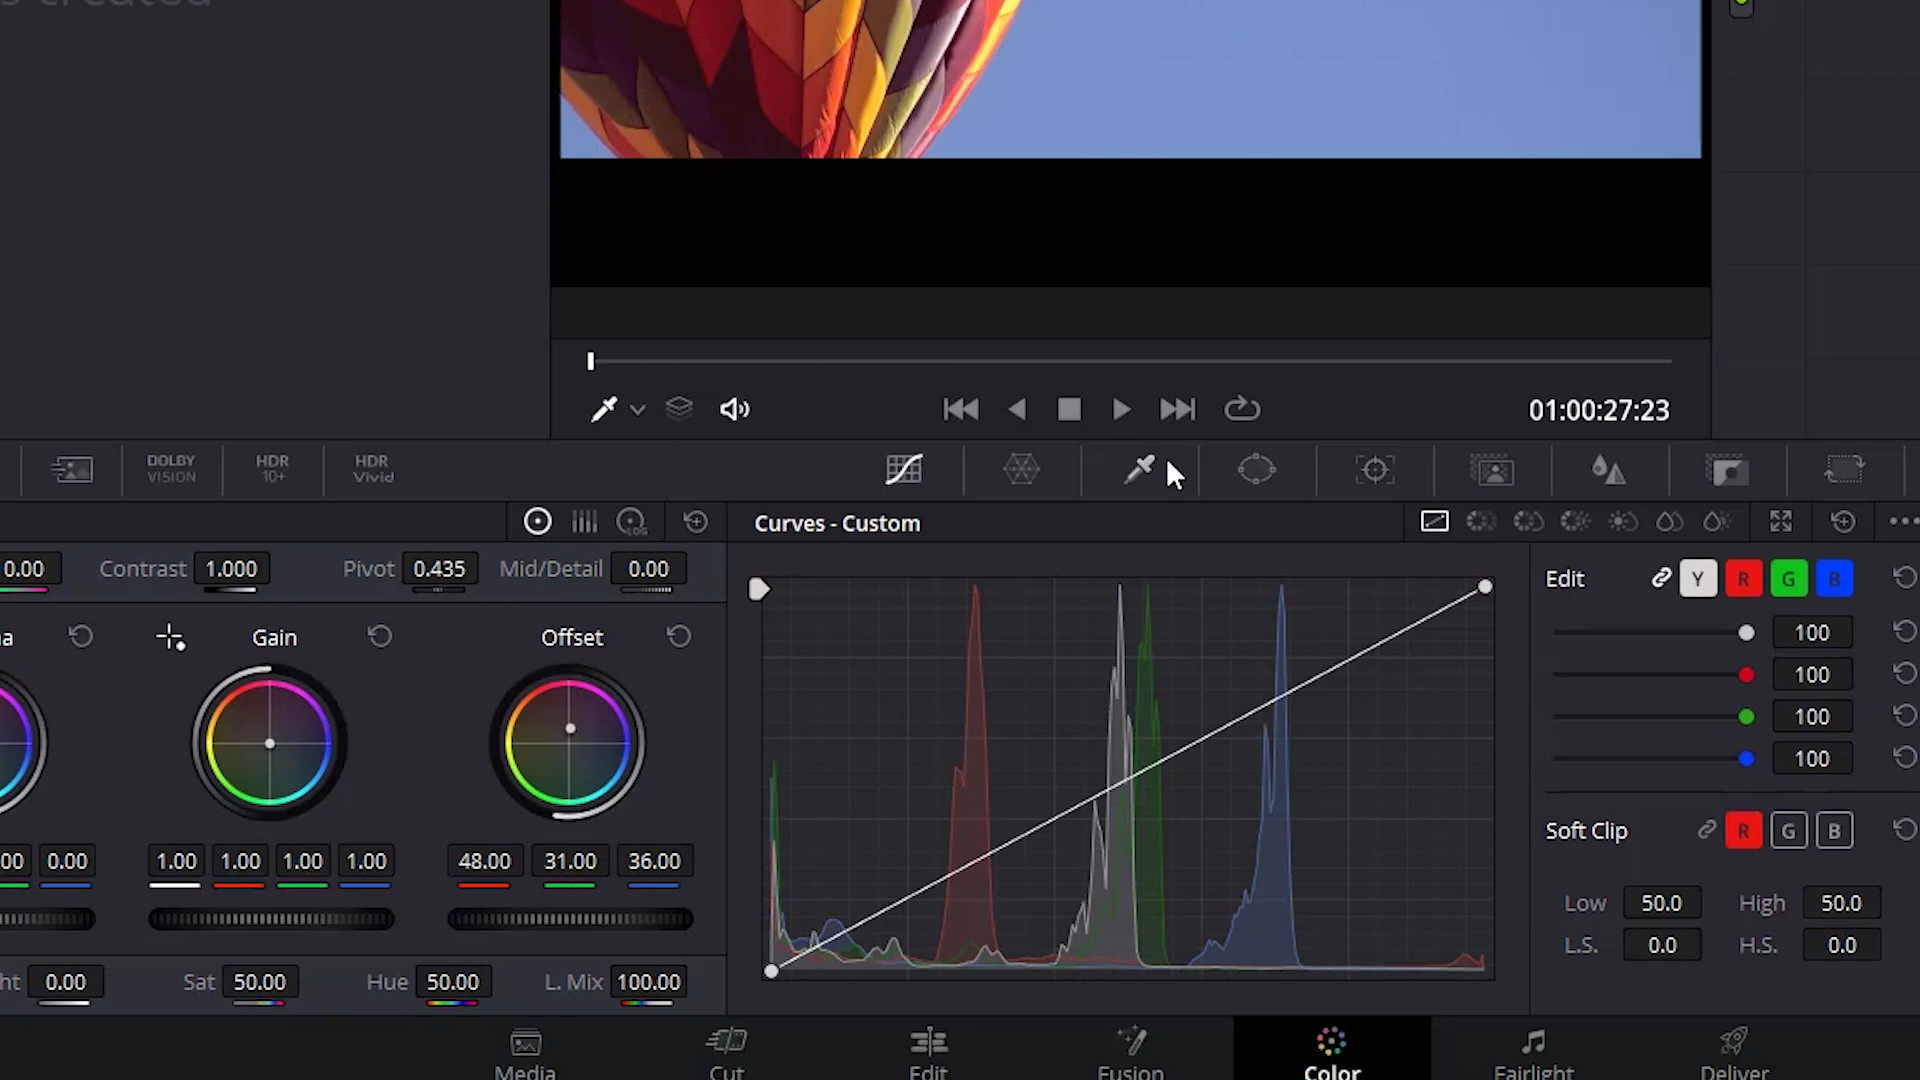 s created
01:00:27:23
DOLBY VISION HDR 10+ HDR Vivid
LOG
Curves - Custom
0.00 Contrast 1.000 Pivot 0.435 Mid/Detail 0.00
Edit Y R G B
a Gain Offset
100
100
100
100
Soft Clip R G B
00 0.00 1.00 1.00 1.00 1.00 48.00 31.00 36.00
Low 50.0 High 50.0
L.S. 0.0 H.S. 0.0
ht 0.00 Sat 50.00 Hue 50.00 L. Mix 100.00
Media Cut Edit Fusion Color Fairlight Deliver